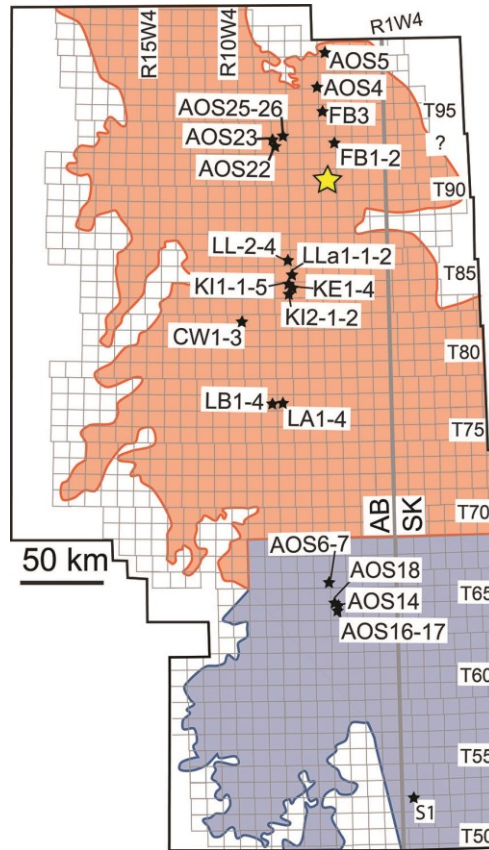 R15W4
R10W4
R1W4
AOS5
AOS4
AOS25-26
FB3
T95
AOS23
?
AOS22
FB1-2
T90
LL-2-4
LLa1-1-2
T85
KI1-1-5
KE1-4
KI2-1-2
CW1-3
T80
LB1-4
LA1-4
T75
AB
SK
T70
AOS6-7
50 km
AOS18
T65
AOS14
AOS16-17
T60
T55
S1
T50